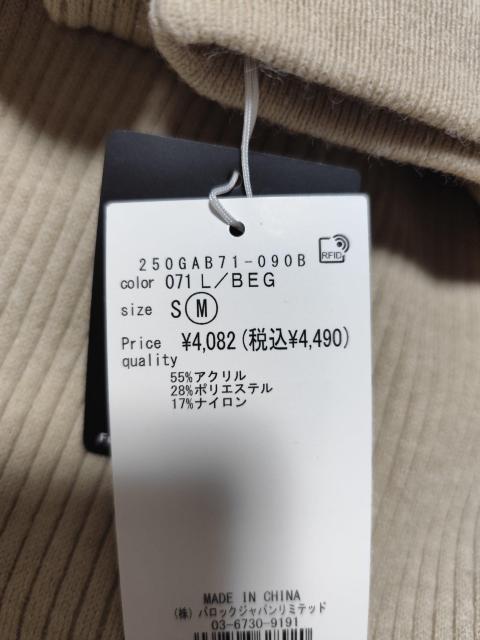 250GAB71-090B
RFID
color 071 L/BEG
size S M
Price ¥4,082(税込¥4,490)
quality
55%アクリル
28%ポリエステル
17%ナイロン
MADE IN CHINA
(株) バロックジャパンリミテッド
03-6730-9191